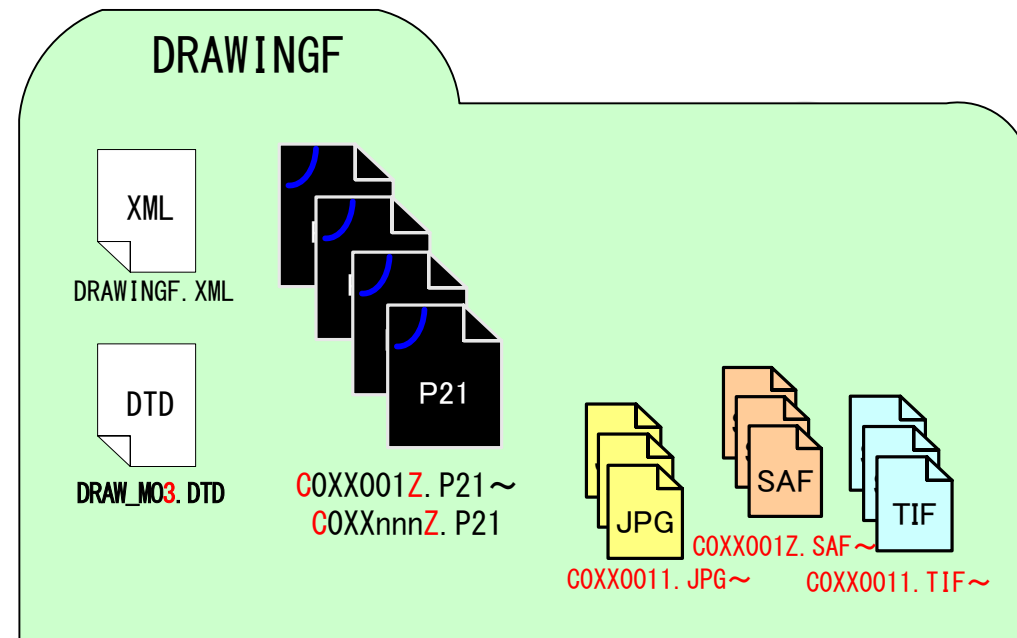 DRAWINGF
XML
DRAWINGF.XML
DTD
DRAW_M03.DTD
P21
C0XX001Z.P21～
C0XXnnnZ.P21
JPG
C0XX0011.JPG～
SAF
C0XX001Z.SAF～
TIF
C0XX0011.TIF～